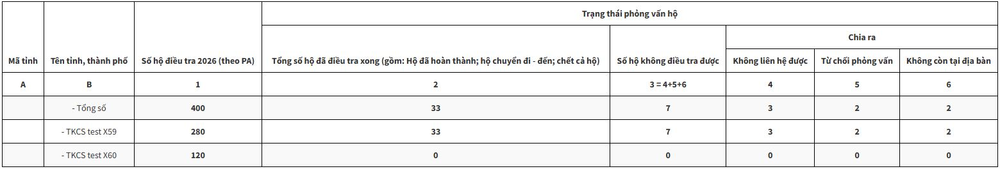 Trạng thái phỏng vấn hộ
Chia ra
Mã tỉnh Tên tỉnh, thành phố Số hộ điều tra 2026 (theo PA) Tổng số hộ đã điều tra xong (gồm: Hộ đã hoàn thành; hộ chuyển đi - đến; chết cả hộ) Số hộ không điều tra được Không liên hệ được Từ chối phỏng vấn Không còn tại địa bàn
A B 1 2 3 = 4+5+6 4 5 6
- Tổng số 400 33 7 3 2 2
- TKCS test X59 280 33 7 3 2 2
- TKCS test X60 120 0 0 0 0 0